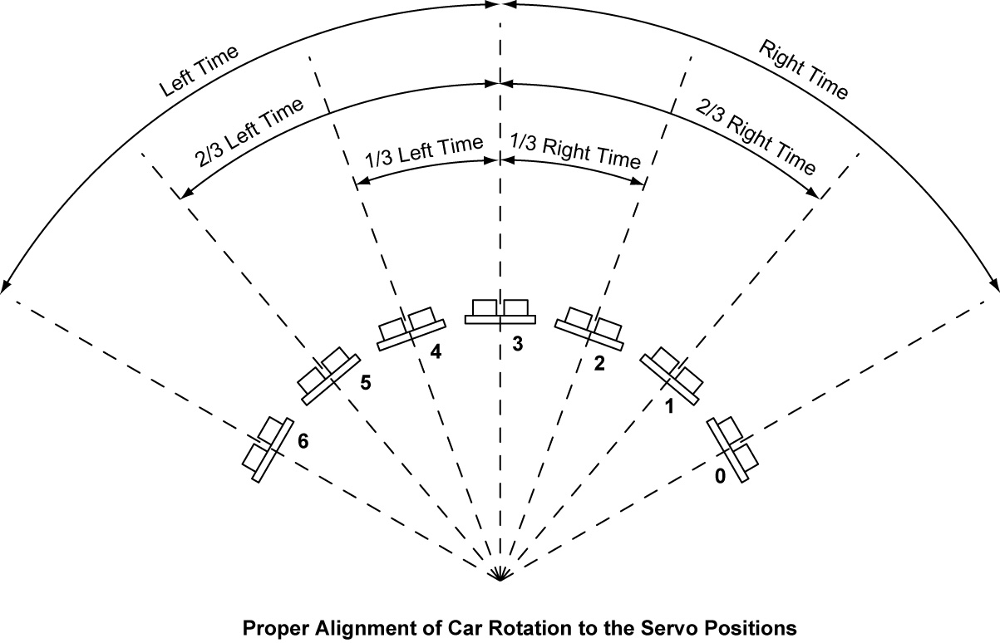 Left Time
Right Time
2/3 Left Time
2/3 Right Time
1/3 Left Time
1/3 Right Time
3
4
2
5
1
6
0
Proper Alignment of Car Rotation to the Servo Positions